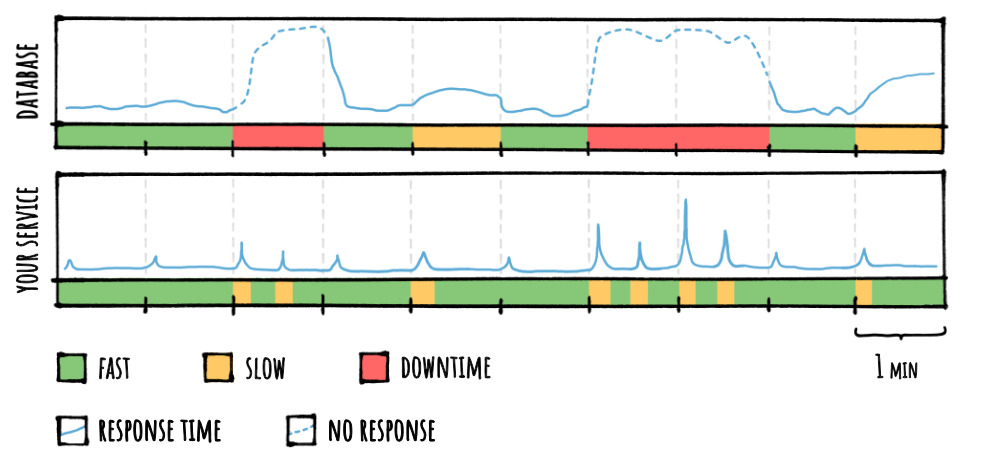 DATABASE
YOUR SERVICE
1 MIN
FAST
SLOW
DOWNTIME
RESPONSE TIME
NO RESPONSE